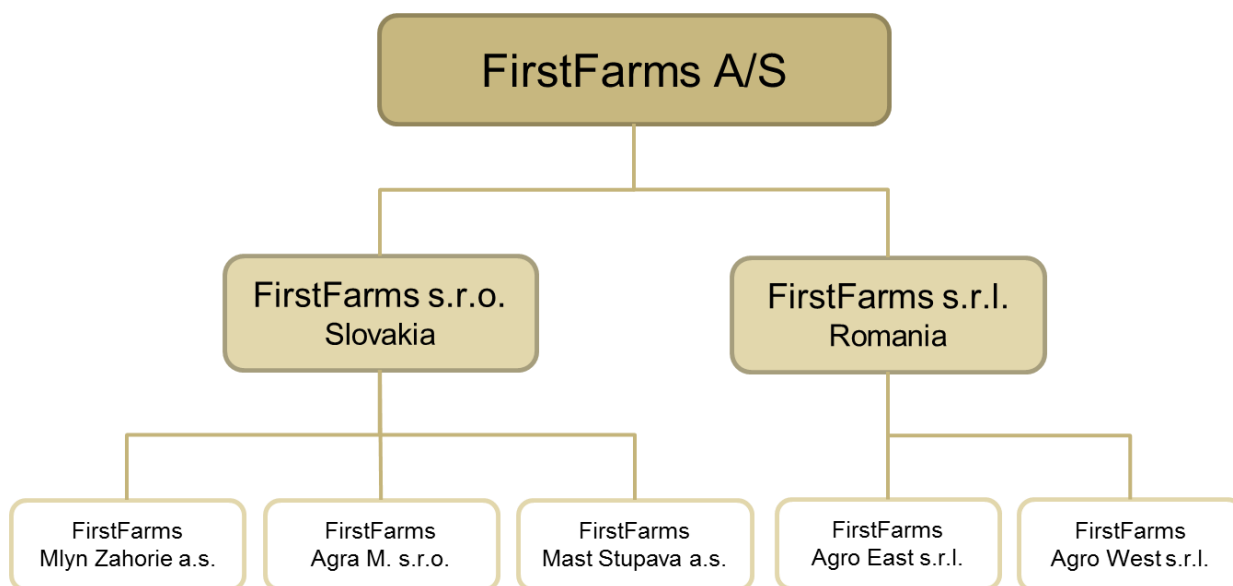 FirstFarms A/S
FirstFarms s.r.o.
Slovakia
FirstFarms s.r.l.
Romania
FirstFarms
Mlyn Zahorie a.s.
FirstFarms
Agra M. s.r.o.
FirstFarms
Mast Stupava a.s.
FirstFarms
Agro East s.r.l.
FirstFarms
Agro West s.r.l.